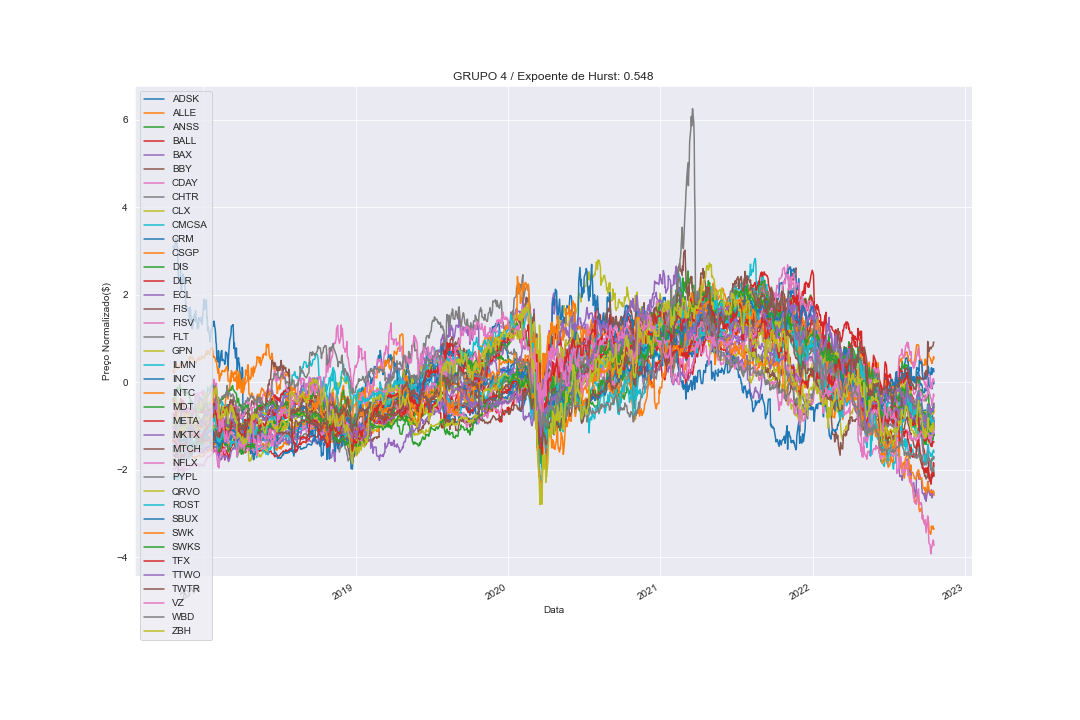 GRUPO 4 / Expoente de Hurst: 0.548
Preço Normalizado($)
6
4
2
0
−2
−4
ADSK
ALLE
ANSS
BALL
BAX
BBY
CDAY
CHTR
CLX
CMCSA
CRM
CSGP
DIS
DLR
ECL
FIS
FISV
FLT
GPN
ILMN
INCY
INTC
MDT
META
MKTX
MTCH
NFLX
PYPL
QRVO
ROST
SBUX
SWK
SWKS
TFX
TTWO
TWTR
VZ
WBD
ZBH
2019
2020
2021
2022
2023
Data